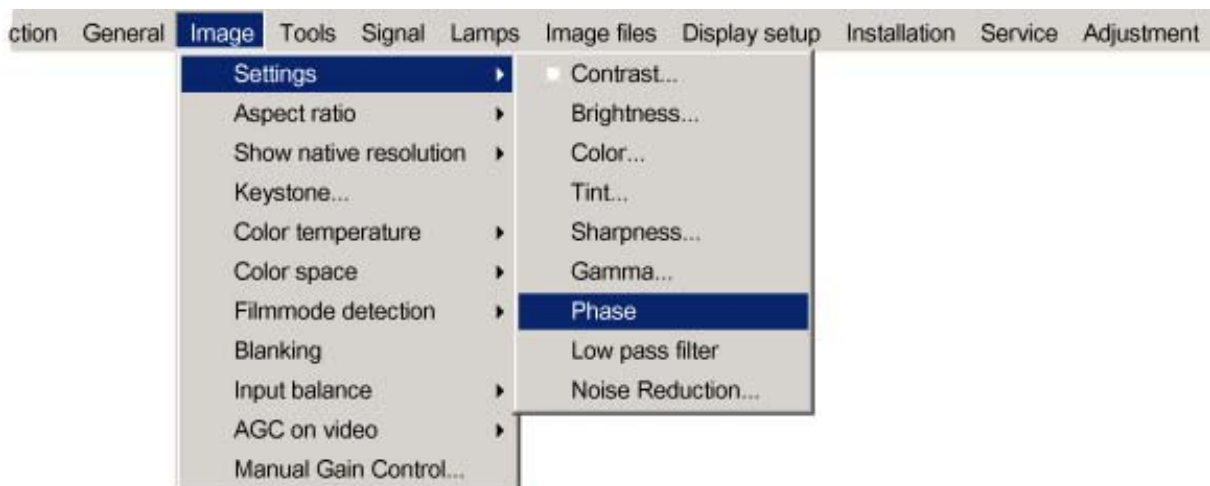 ction General Image Tools Signal Lamps Image files Display setup Installation Service Adjustment
Settings
Aspect ratio
Show native resolution
Keystone...
Color temperature
Color space
Filmmode detection
Blanking
Input balance
AGC on video
Manual Gain Control...
Contrast...
Brightness...
Color...
Tint...
Sharpness...
Gamma...
Phase
Low pass filter
Noise Reduction...